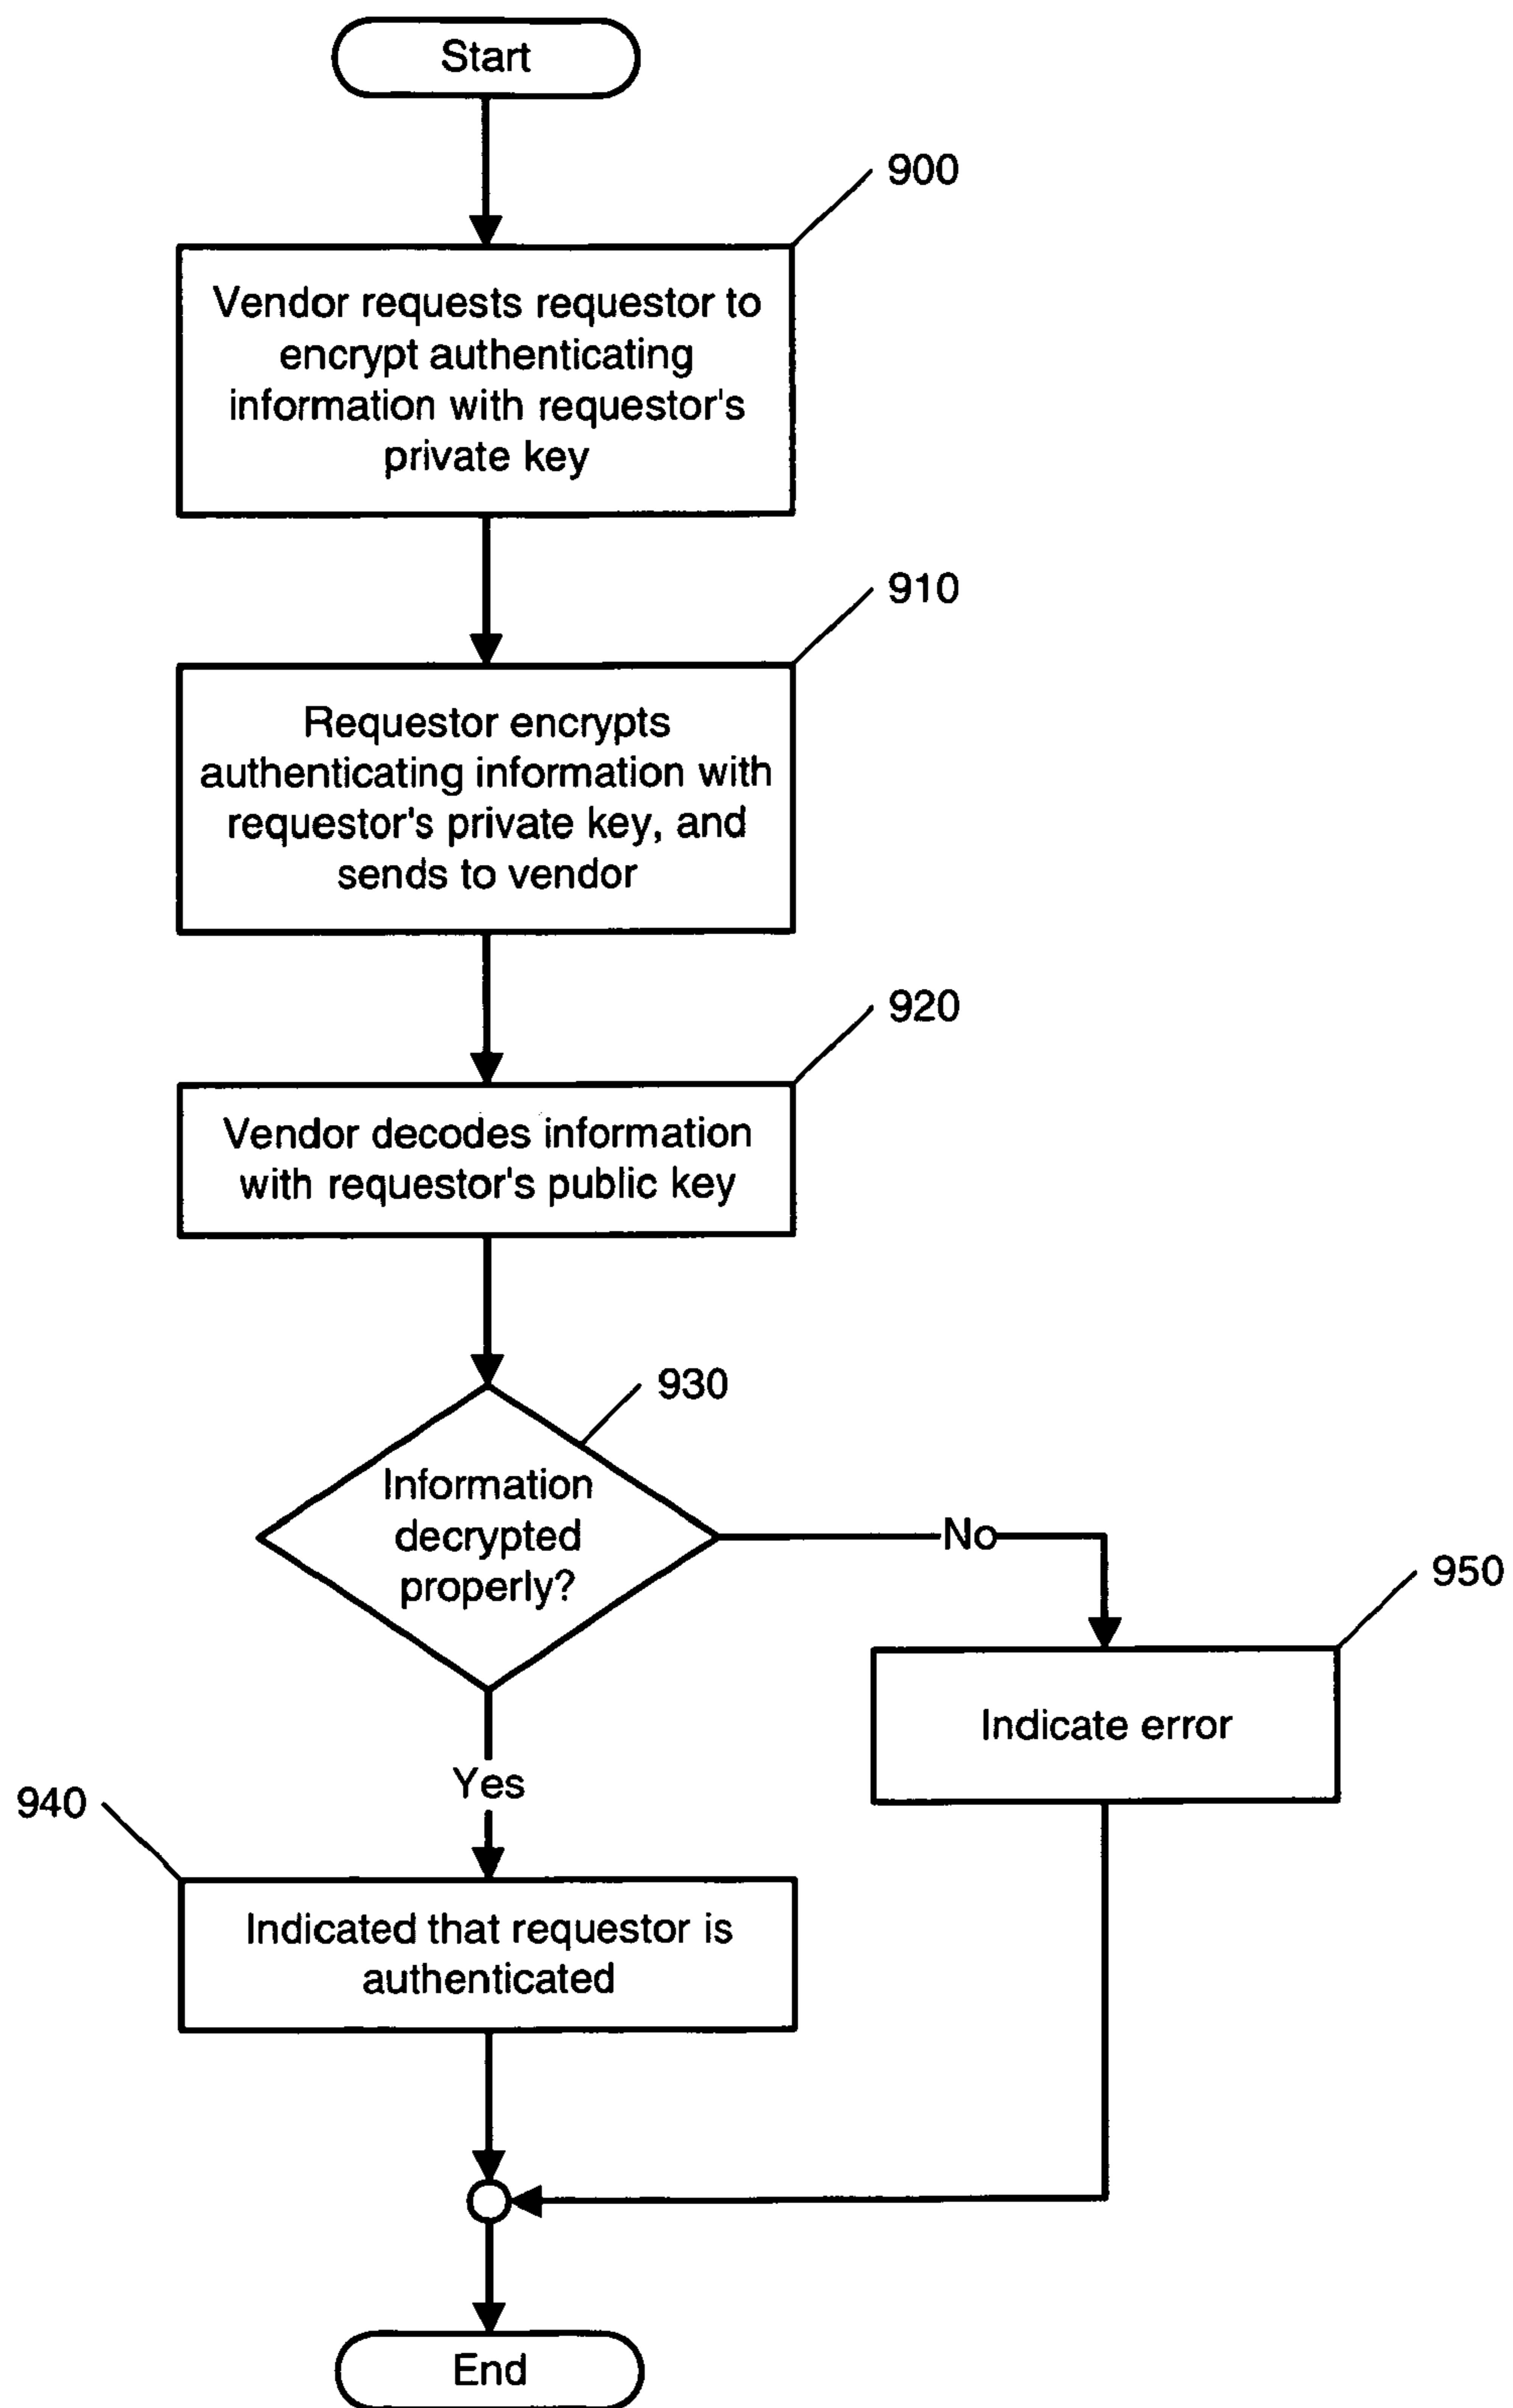 Start
900
Vendor requests requestor to
encrypt authenticating
information with requestor's
private key
910
Requestor encrypts
authenticating information with
requestor's private key, and
sends to vendor
920
Vendor decodes information
with requestor's public key
930
Information
decrypted
properly?
No
950
Indicate error
Yes
940
Indicated that requestor is
authenticated
End